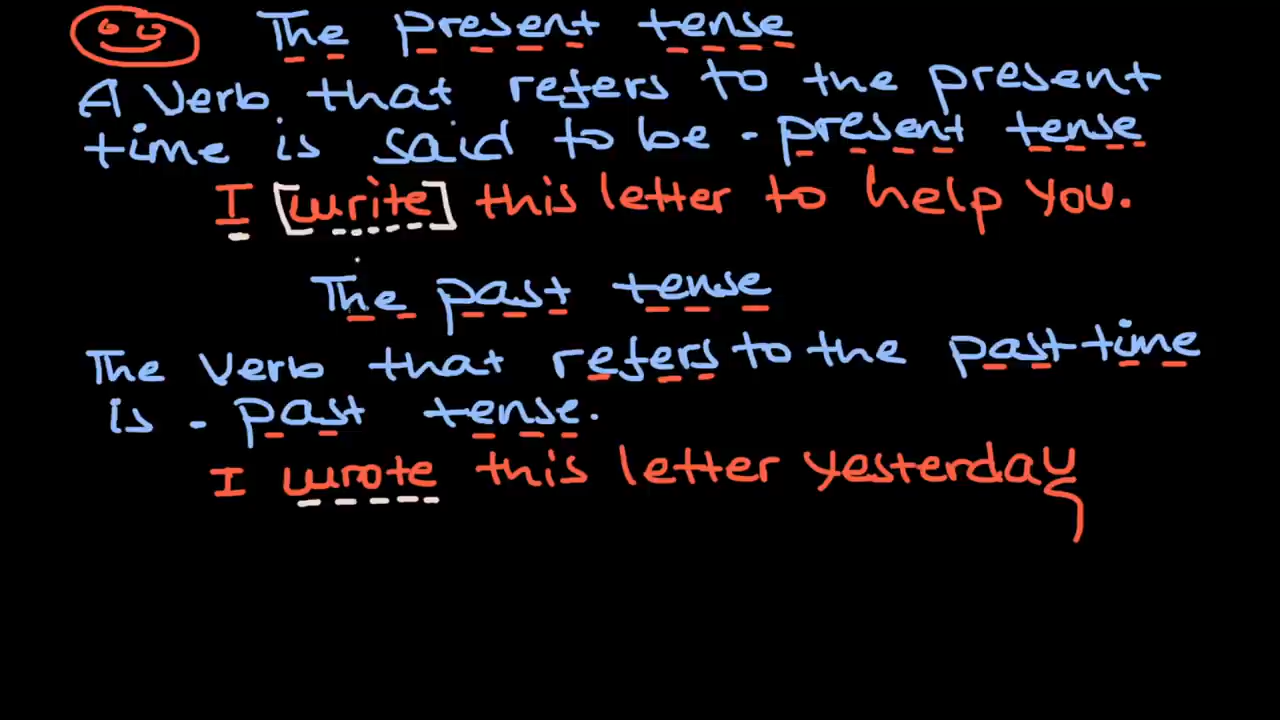 The present tense
A verb that refers to the present
time is said to be - present tense
I [write] this letter to help you.
The past tense
The verb that refers to the past time
is - past tense.
I wrote this letter yesterday